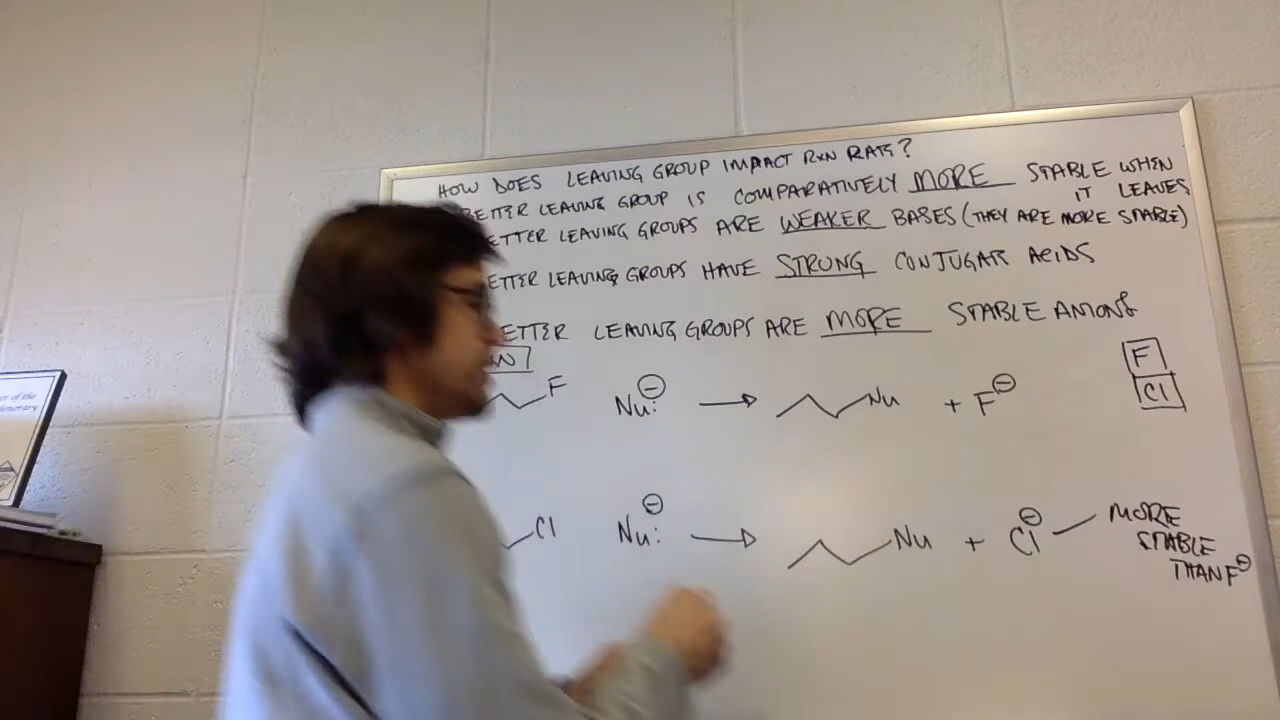 HOW DOES LEAVING GROUP IMPACT RXN RATE?
BETTER LEAVING GROUP IS COMPARATIVELY MORE STABLE WHEN
IT LEAVES
ETTER LEAVING GROUPS ARE WEAKER BASES (THEY ARE MORE STABLE)
ETTER LEAVING GROUPS HAVE STRONG CONJUGATE ACIDS
ETTER LEAVING GROUPS ARE MORE STABLE ANIONS
F
Cl
F Nu:⊖ → Nu + F⊖
Cl Nu:⊖ → Nu + Cl⊖ — MORE
STABLE
THAN F⊖